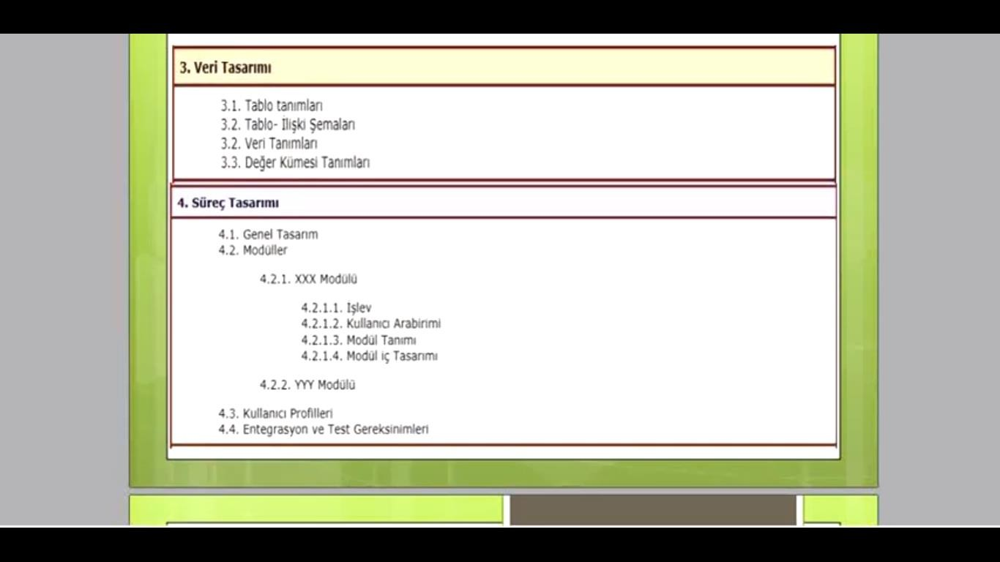 3. Veri Tasarımı
3.1. Tablo tanımları
3.2. Tablo- İlişki Şemaları
3.2. Veri Tanımları
3.3. Değer Kümesi Tanımları
4. Süreç Tasarımı
4.1. Genel Tasarım
4.2. Modüller
4.2.1. XXX Modülü
4.2.1.1. İşlev
4.2.1.2. Kullanıcı Arabirimi
4.2.1.3. Modül Tanımı
4.2.1.4. Modül iç Tasarımı
4.2.2. YYY Modülü
4.3. Kullanıcı Profilleri
4.4. Entegrasyon ve Test Gereksinimleri